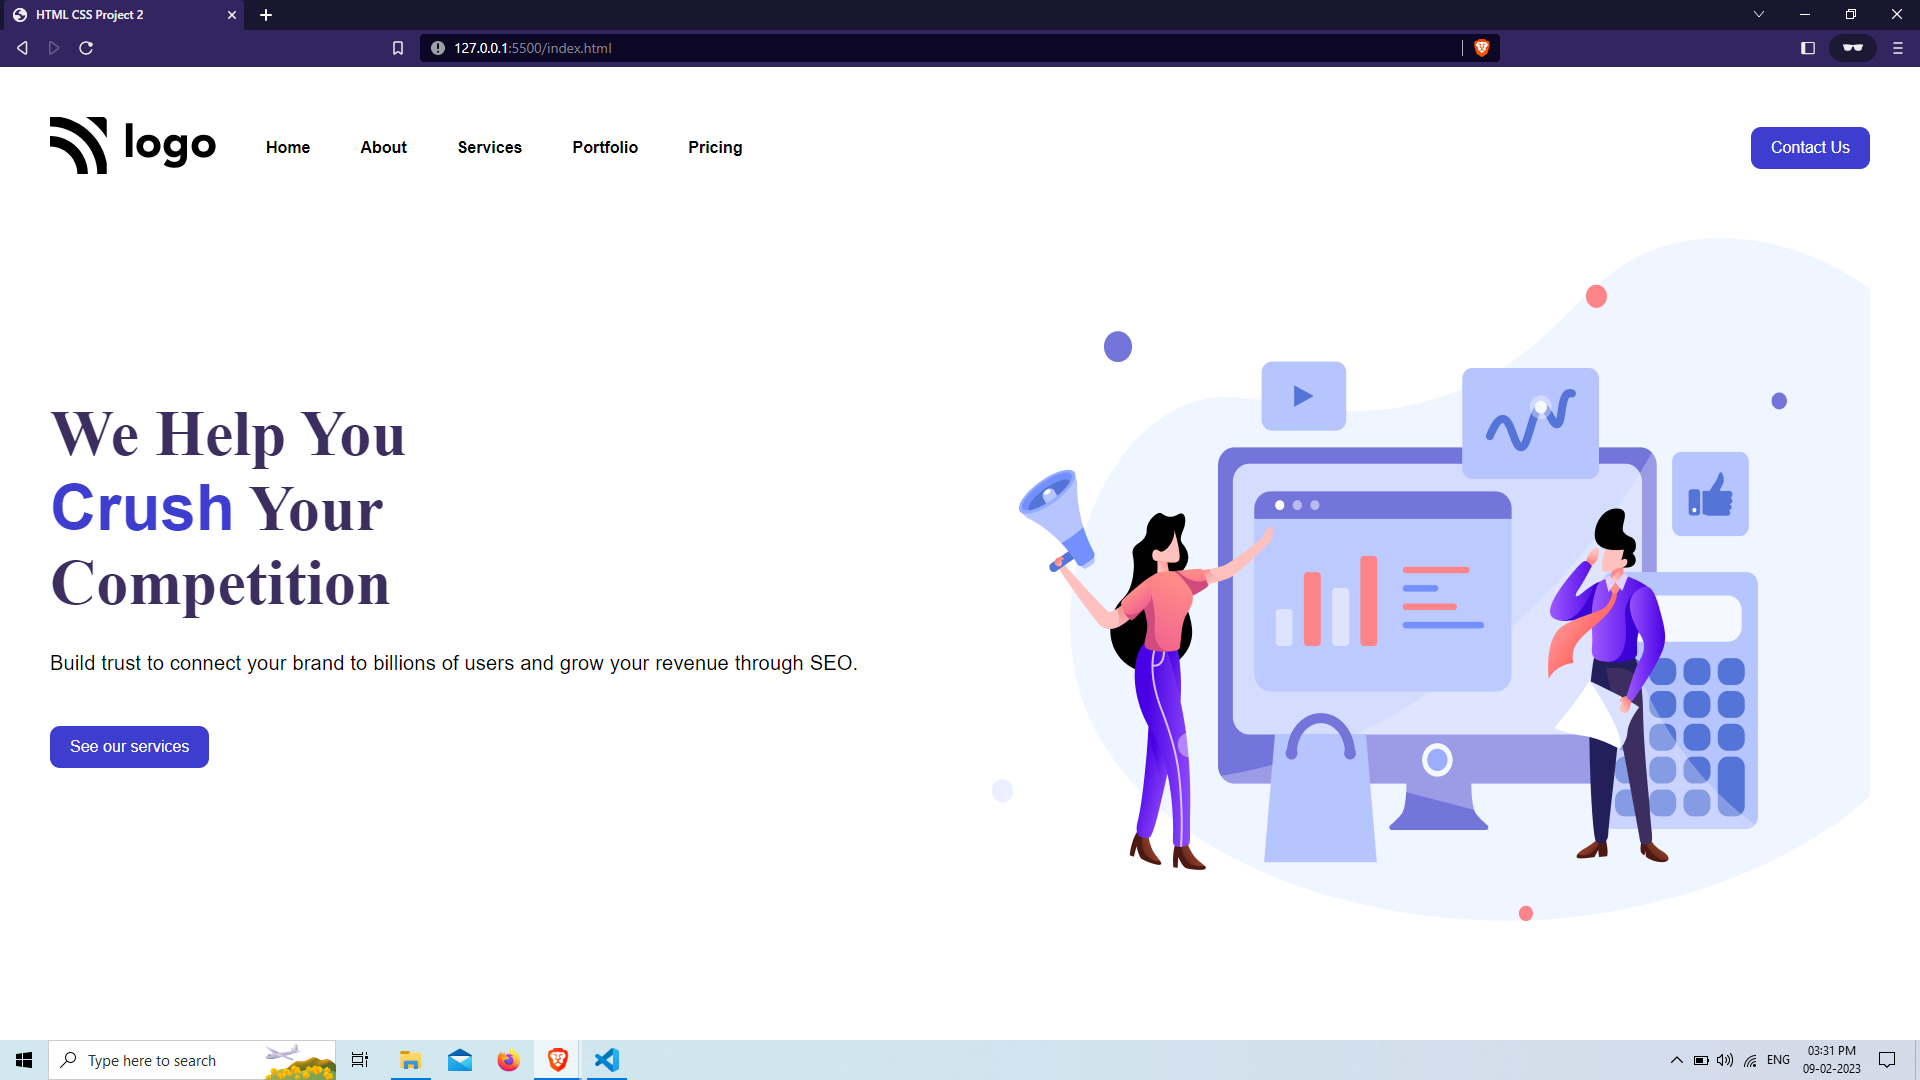 HTML CSS Project 2
127.0.0.1:5500/index.html
logo
Home
About
Services
Portfolio
Pricing
Contact Us
We Help You
Crush Your
Competition
Build trust to connect your brand to billions of users and grow your revenue through SEO.
See our services
Type here to search
ENG
03:31 PM
09-02-2023